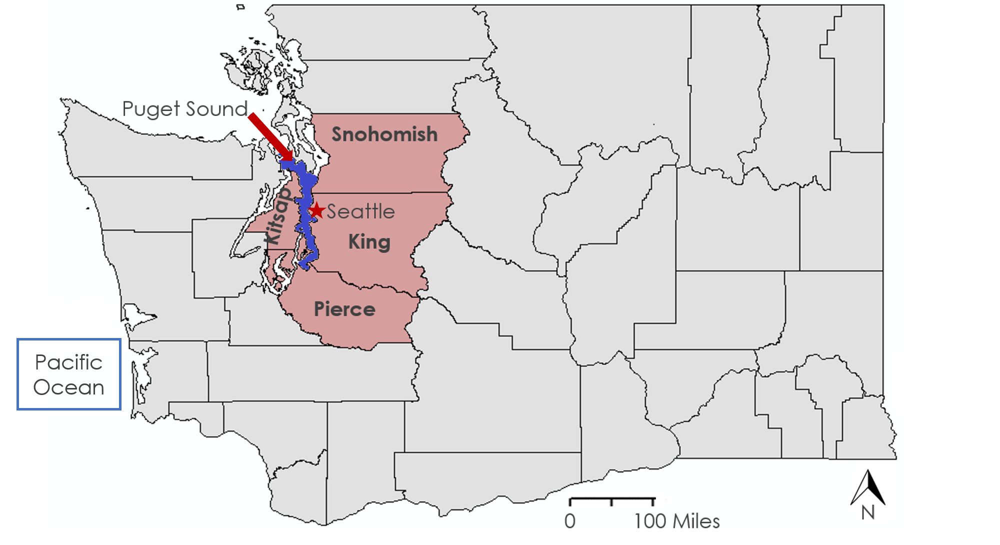 Puget Sound
Snohomish
Kitsap
Seattle
King
Pierce
Pacific
Ocean
0 100 Miles
N